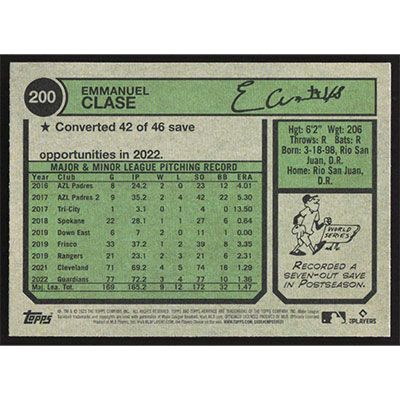 200
EMMANUEL
CLASE
★ Converted 42 of 46 save
opportunities in 2022.
Hgt: 6'2" Wgt: 206
Throws: R Bats: R
Born: 3-18-98, Rio San
Juan, D.R.
Home: Rio San Juan,
D.R.
MAJOR & MINOR LEAGUE PITCHING RECORD
Year Club G IP W L SO BB ERA
2016 AZL Padres 8 24.2 2 0 23 12 4.01
2017 AZL Padres 2 9 35.2 2 4 42 22 5.30
2017 Tri-City 1 3.1 0 1 4 0 13.50
2018 Spokane 22 28.1 1 0 27 6
2019 Down East 6 7.0 0 0 11 1
2019 Frisco 33 37.2 1 2 39 8 3.35
2019 Rangers 21 23.1 2 3 21 6
2021 Cleveland 71 69.2 4 5 74 16 1.29
2022 Guardians 77 72.2 3 4 77 10 1.36
Maj. Lea. Tot. 169 165.2 9 12 172 32 1.47
WORLD
SERIES
RECORDED A
SEVEN-OUT SAVE
IN POSTSEASON.
Topps
PLAYERS